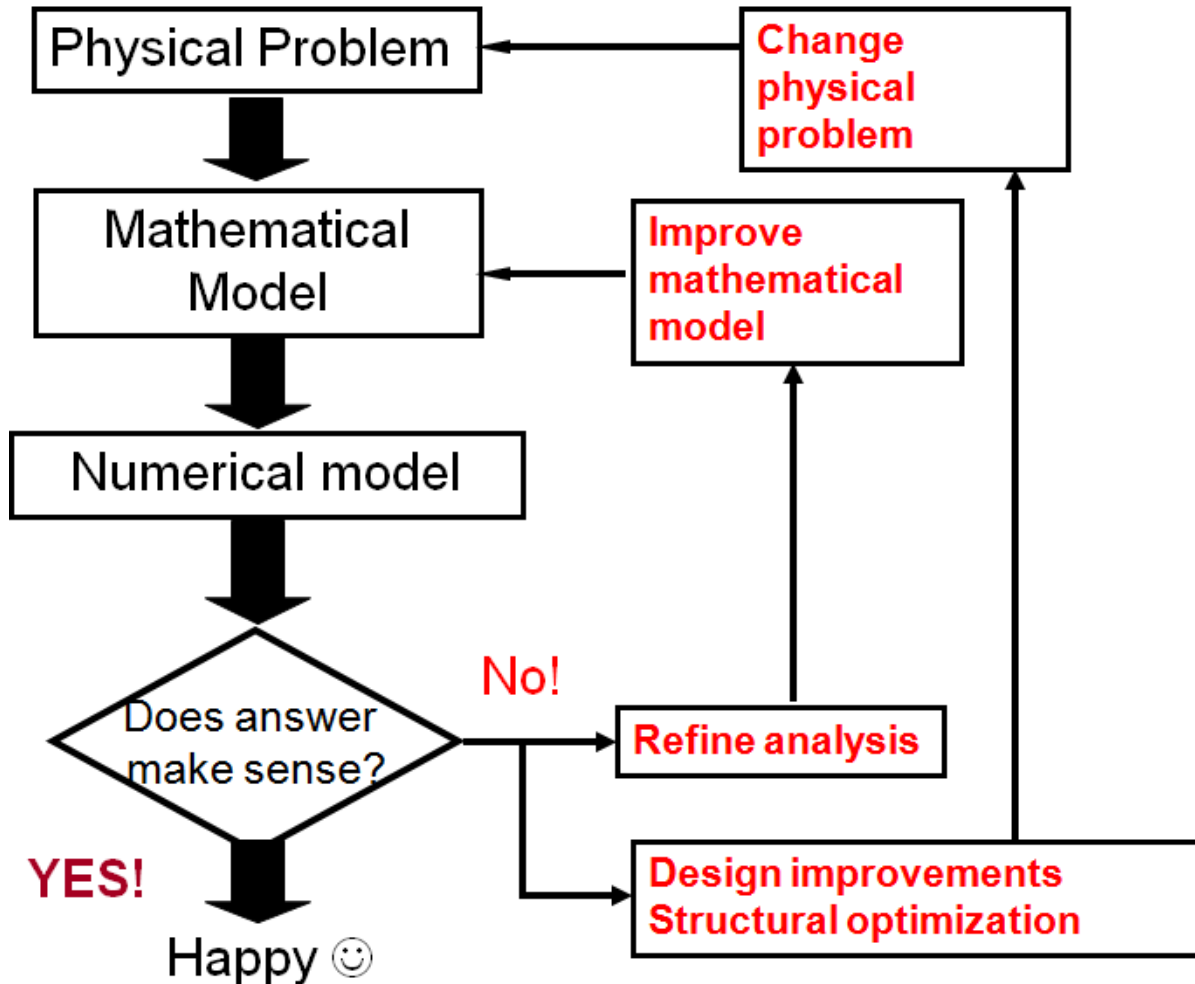 Physical Problem
Change
physical
problem
Mathematical
Model
Improve
mathematical
model
Numerical model
Does answer
make sense?
No!
Refine analysis
YES!
Design improvements
Structural optimization
Happy ☺